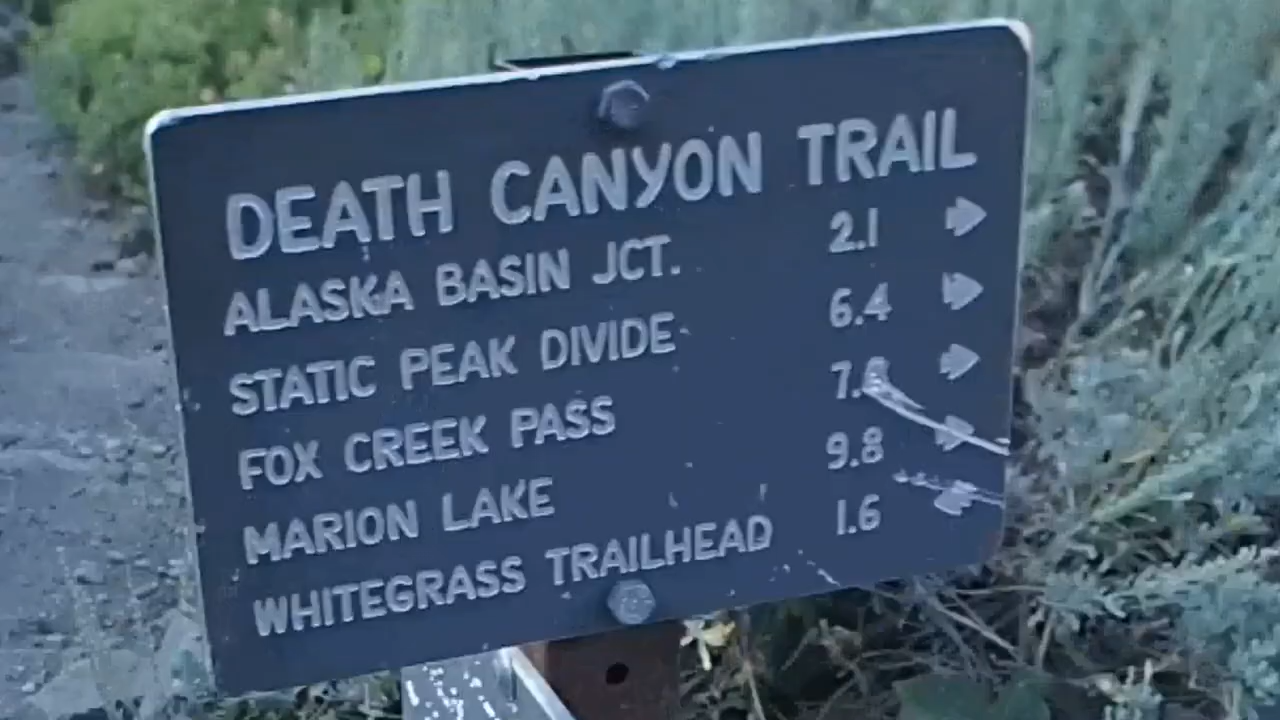 DEATH CANYON TRAIL
ALASKA BASIN JCT. 2.1
STATIC PEAK DIVIDE 6.4
FOX CREEK PASS
MARION LAKE 9.8
WHITEGRASS TRAILHEAD 1.6